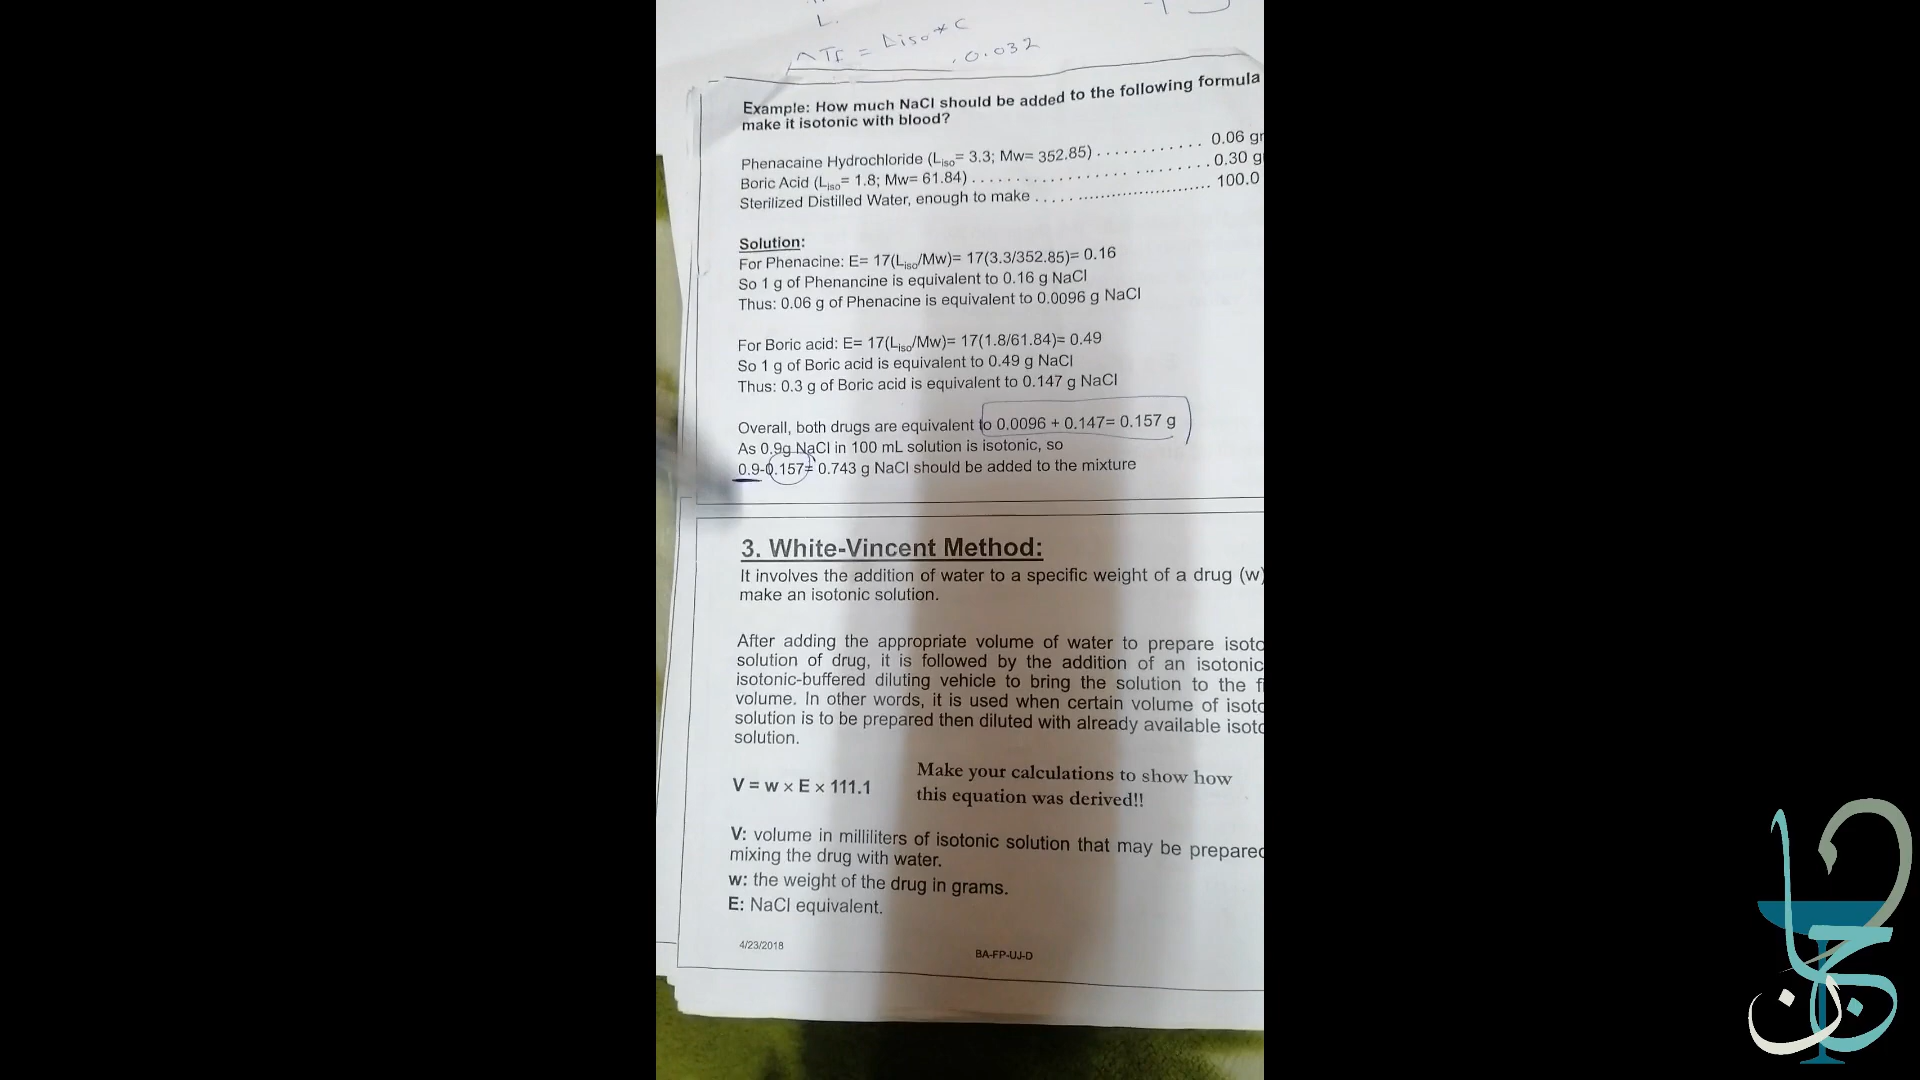 L.
ΔTf = Liso * C
0.032
Example: How much NaCl should be added to the following formula
make it isotonic with blood?
Phenacaine Hydrochloride (Liso= 3.3; Mw= 352.85) . . . . . . . . . . . . 0.06 gr
Boric Acid (Liso= 1.8; Mw= 61.84) . . . . . . . . . . . . . . . . . . . . . . . . . . . 0.30 g
Sterilized Distilled Water, enough to make . . . . . ............................ 100.0
Solution:
For Phenacine: E= 17(Liso/Mw)= 17(3.3/352.85)= 0.16
So 1 g of Phenancine is equivalent to 0.16 g NaCl
Thus: 0.06 g of Phenacine is equivalent to 0.0096 g NaCl
For Boric acid: E= 17(Liso/Mw)= 17(1.8/61.84)= 0.49
So 1 g of Boric acid is equivalent to 0.49 g NaCl
Thus: 0.3 g of Boric acid is equivalent to 0.147 g NaCl
Overall, both drugs are equivalent to 0.0096 + 0.147= 0.157 g
As 0.9g NaCl in 100 mL solution is isotonic, so
0.9-0.157= 0.743 g NaCl should be added to the mixture
3. White-Vincent Method:
It involves the addition of water to a specific weight of a drug (w)
make an isotonic solution.
After adding the appropriate volume of water to prepare isoto
solution of drug, it is followed by the addition of an isotonic
isotonic-buffered diluting vehicle to bring the solution to the fi
volume. In other words, it is used when certain volume of isoto
solution is to be prepared then diluted with already available isoto
solution.
V = w × E × 111.1
Make your calculations to show how
this equation was derived!!
V: volume in milliliters of isotonic solution that may be prepared
mixing the drug with water.
w: the weight of the drug in grams.
E: NaCl equivalent.
4/23/2018
BA-FP-UJ-D